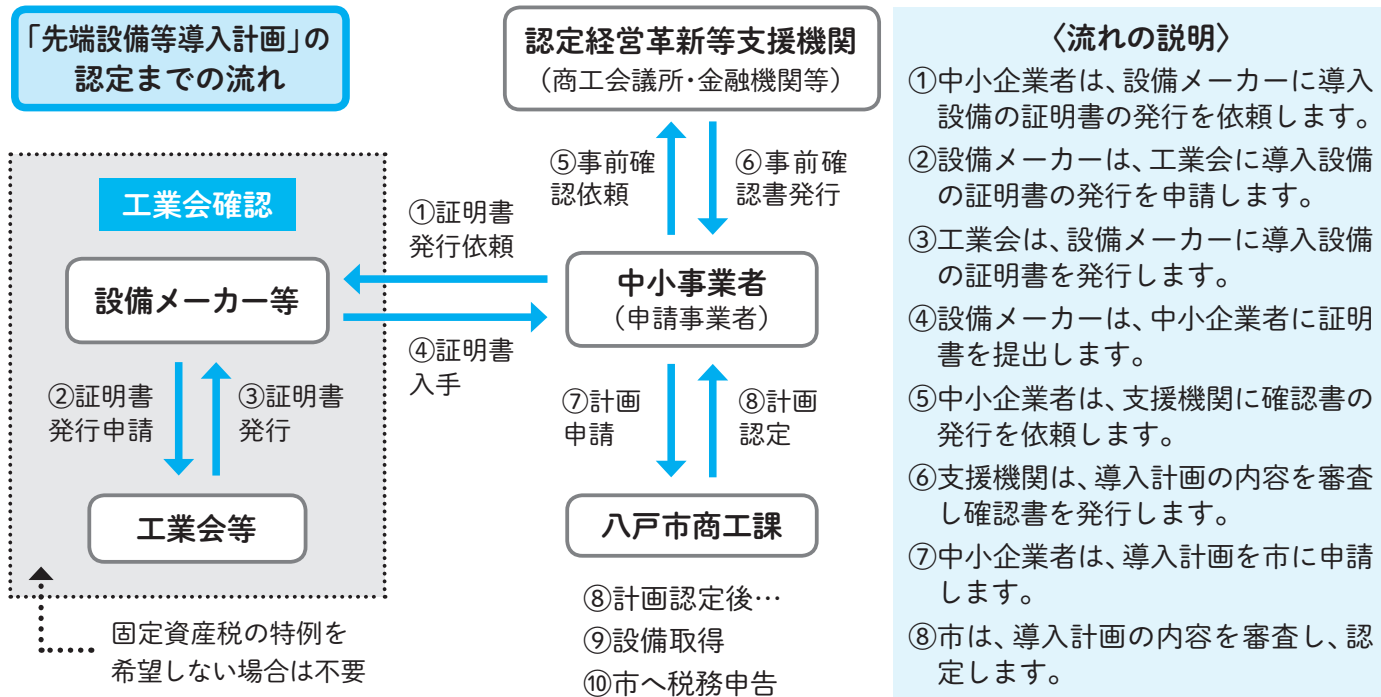 「先端設備等導入計画」の
認定までの流れ
認定経営革新等支援機関
（商工会議所・金融機関等）
⑤事前確
認依頼
⑥事前確
認書発行
工業会確認
設備メーカー等
①証明書
発行依頼
④証明書
入手
中小事業者
（申請事業者）
②証明書
発行申請
③証明書
発行
工業会等
⑦計画
申請
⑧計画
認定
八戸市商工課
固定資産税の特例を
希望しない場合は不要
⑧計画認定後…
⑨設備取得
⑩市へ税務申告
〈流れの説明〉
①中小企業者は、設備メーカーに導入
設備の証明書の発行を依頼します。
②設備メーカーは、工業会に導入設備
の証明書の発行を申請します。
③工業会は、設備メーカーに導入設備
の証明書を発行します。
④設備メーカーは、中小企業者に証明
書を提出します。
⑤中小企業者は、支援機関に確認書の
発行を依頼します。
⑥支援機関は、導入計画の内容を審査
し確認書を発行します。
⑦中小企業者は、導入計画を市に申請
します。
⑧市は、導入計画の内容を審査し、認
定します。